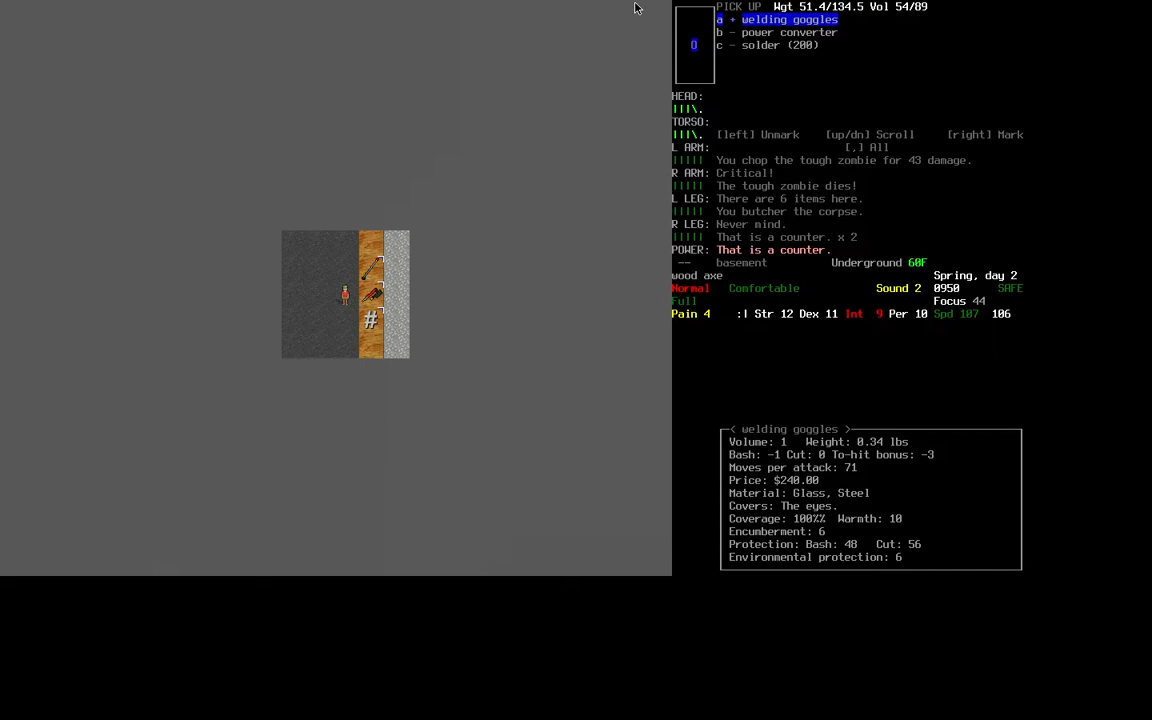 PICK UP Wgt 51.4/134.5 Vol 54/89
a + welding goggles
b - power converter
0 c - solder (200)
HEAD:
|||\.
TORSO:
|||\. [left] Unmark [up/dn] Scroll [right] Mark
L ARM: [,] All
||||| You chop the tough zombie for 43 damage.
R ARM: Critical!
||||| The tough zombie dies!
L LEG: There are 6 items here.
||||| You butcher the corpse.
R LEG: Never mind.
||||| That is a counter. x 2
POWER: That is a counter.
-- basement Underground 60F
wood axe Spring, day 2
Normal Comfortable Sound 2 0950 SAFE
Full Focus 44
Pain 4 :| Str 12 Dex 11 Int 9 Per 10 Spd 107 106
#
< welding goggles >
Volume: 1 Weight: 0.34 lbs
Bash: -1 Cut: 0 To-hit bonus: -3
Moves per attack: 71
Price: $240.00
Material: Glass, Steel
Covers: The eyes.
Coverage: 100%% Warmth: 10
Encumberment: 6
Protection: Bash: 48 Cut: 56
Environmental protection: 6